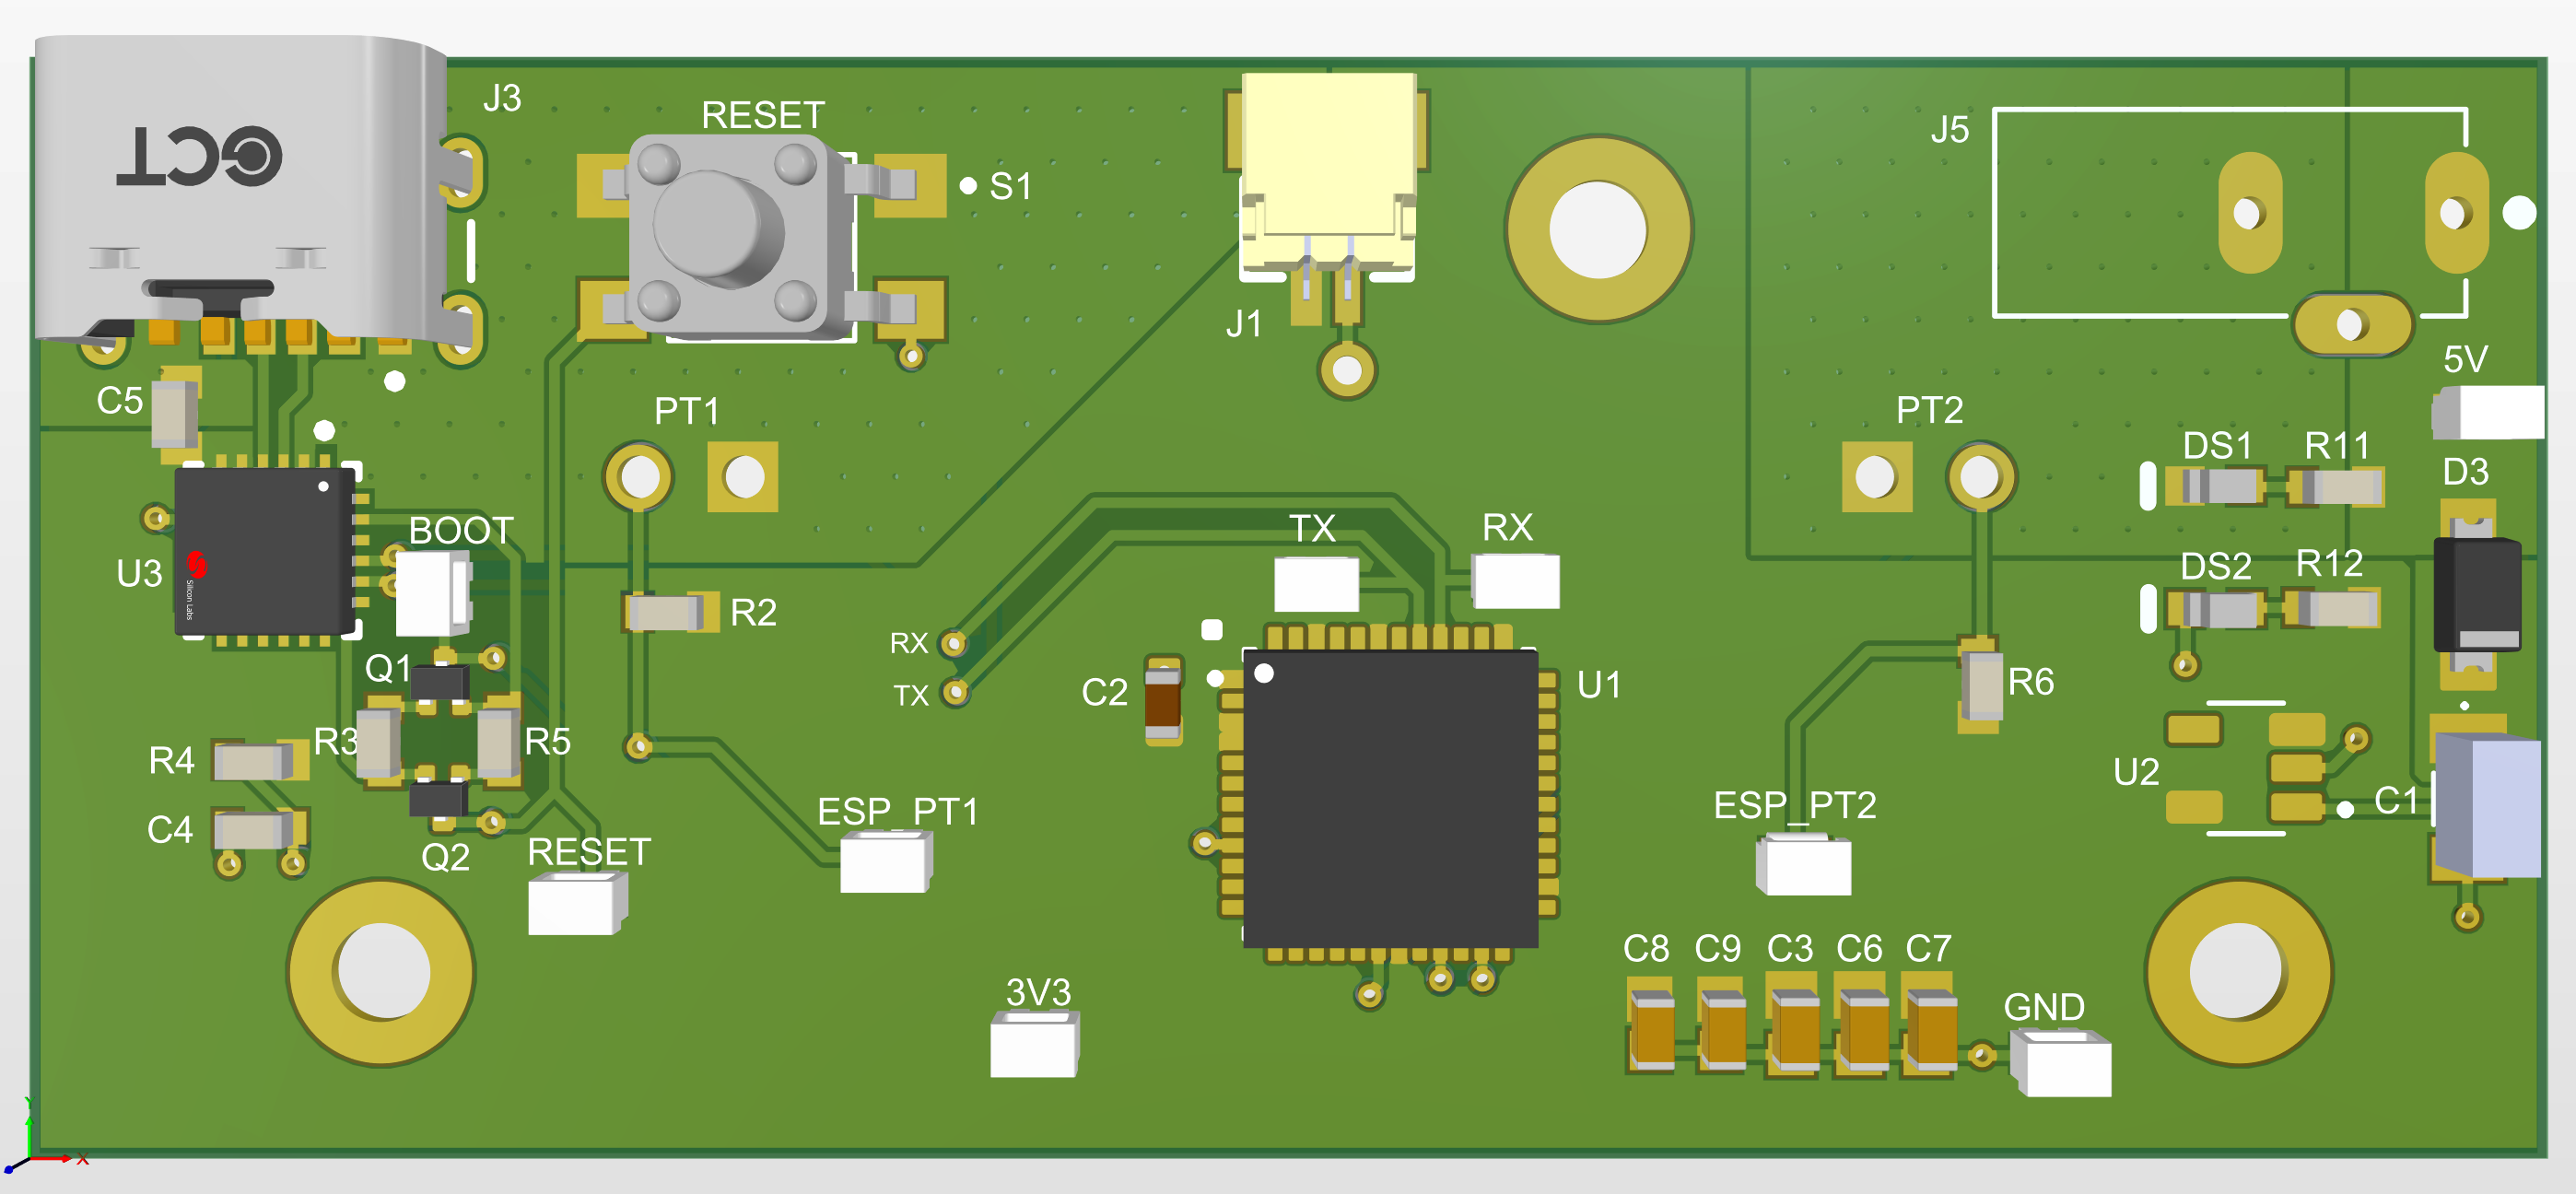 J3
RESET
J5
GCT
S1
J1
5V
C5
PT1
PT2
DS1
R11
D3
BOOT
TX
RX
U3
Silicon Labs
DS2
R12
R2
RX
Q1
TX
C2
U1
R6
R4
R3
R5
U2
C4
ESP_PT1
ESP_PT2
C1
Q2
RESET
C8
C9
C3
C6
C7
3V3
GND
Y
X